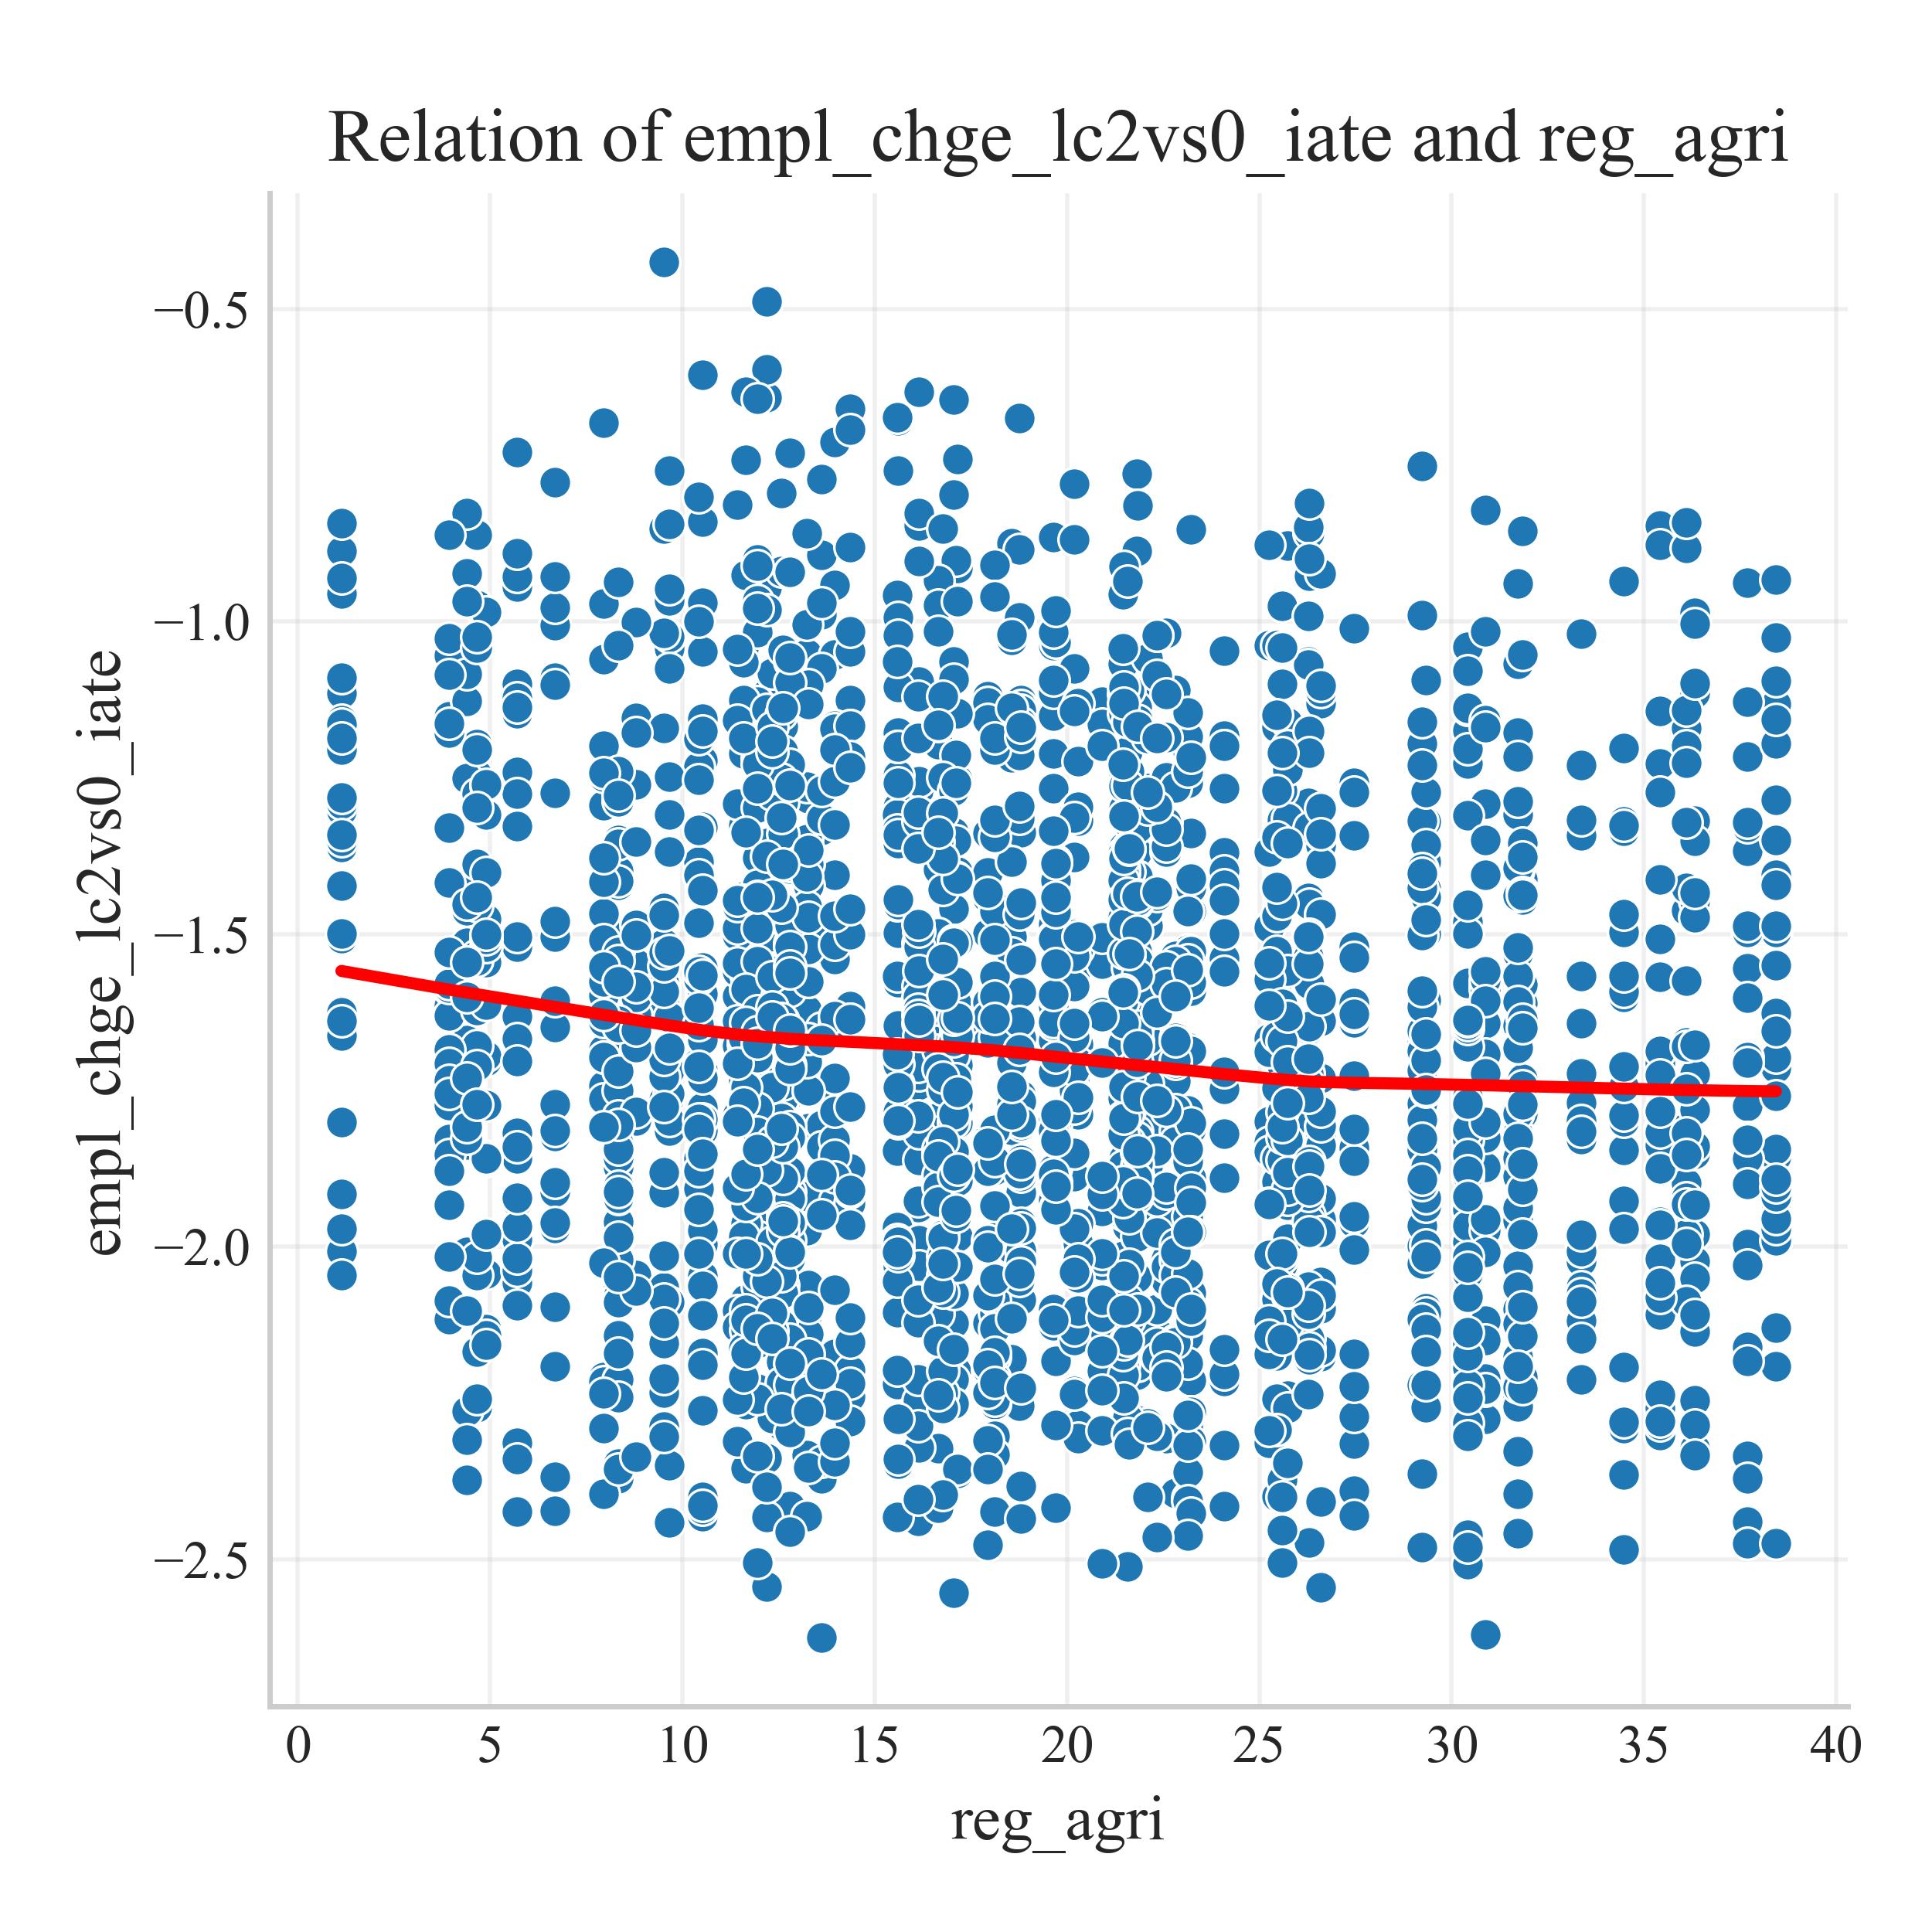 Relation of empl_chge_lc2vs0_iate and reg_agri
empl_chge_lc2vs0_iate
−0.5
−1.0
−1.5
−2.0
−2.5
0 5 10 15 20 25 30 35 40
reg_agri